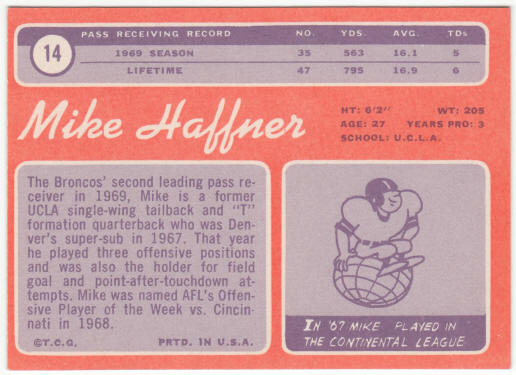 14
PASS RECEIVING RECORD NO. YDS. AVG. TDs
1969 SEASON 35 563 16.1 5
LIFETIME 47 795 16.9 6
Mike Haffner
HT: 6'2" WT: 205
AGE: 27 YEARS PRO: 3
SCHOOL: U.C.L.A.
The Broncos' second leading pass re-
ceiver in 1969, Mike is a former
UCLA single-wing tailback and "T"
formation quarterback who was Den-
ver's super-sub in 1967. That year
he played three offensive positions
and was also the holder for field
goal and point-after-touchdown at-
tempts. Mike was named AFL's Offen-
sive Player of the Week vs. Cincin-
nati in 1968.
©T.C.G. PRTD. IN U.S.A.
IN '67 MIKE PLAYED IN
THE CONTINENTAL LEAGUE